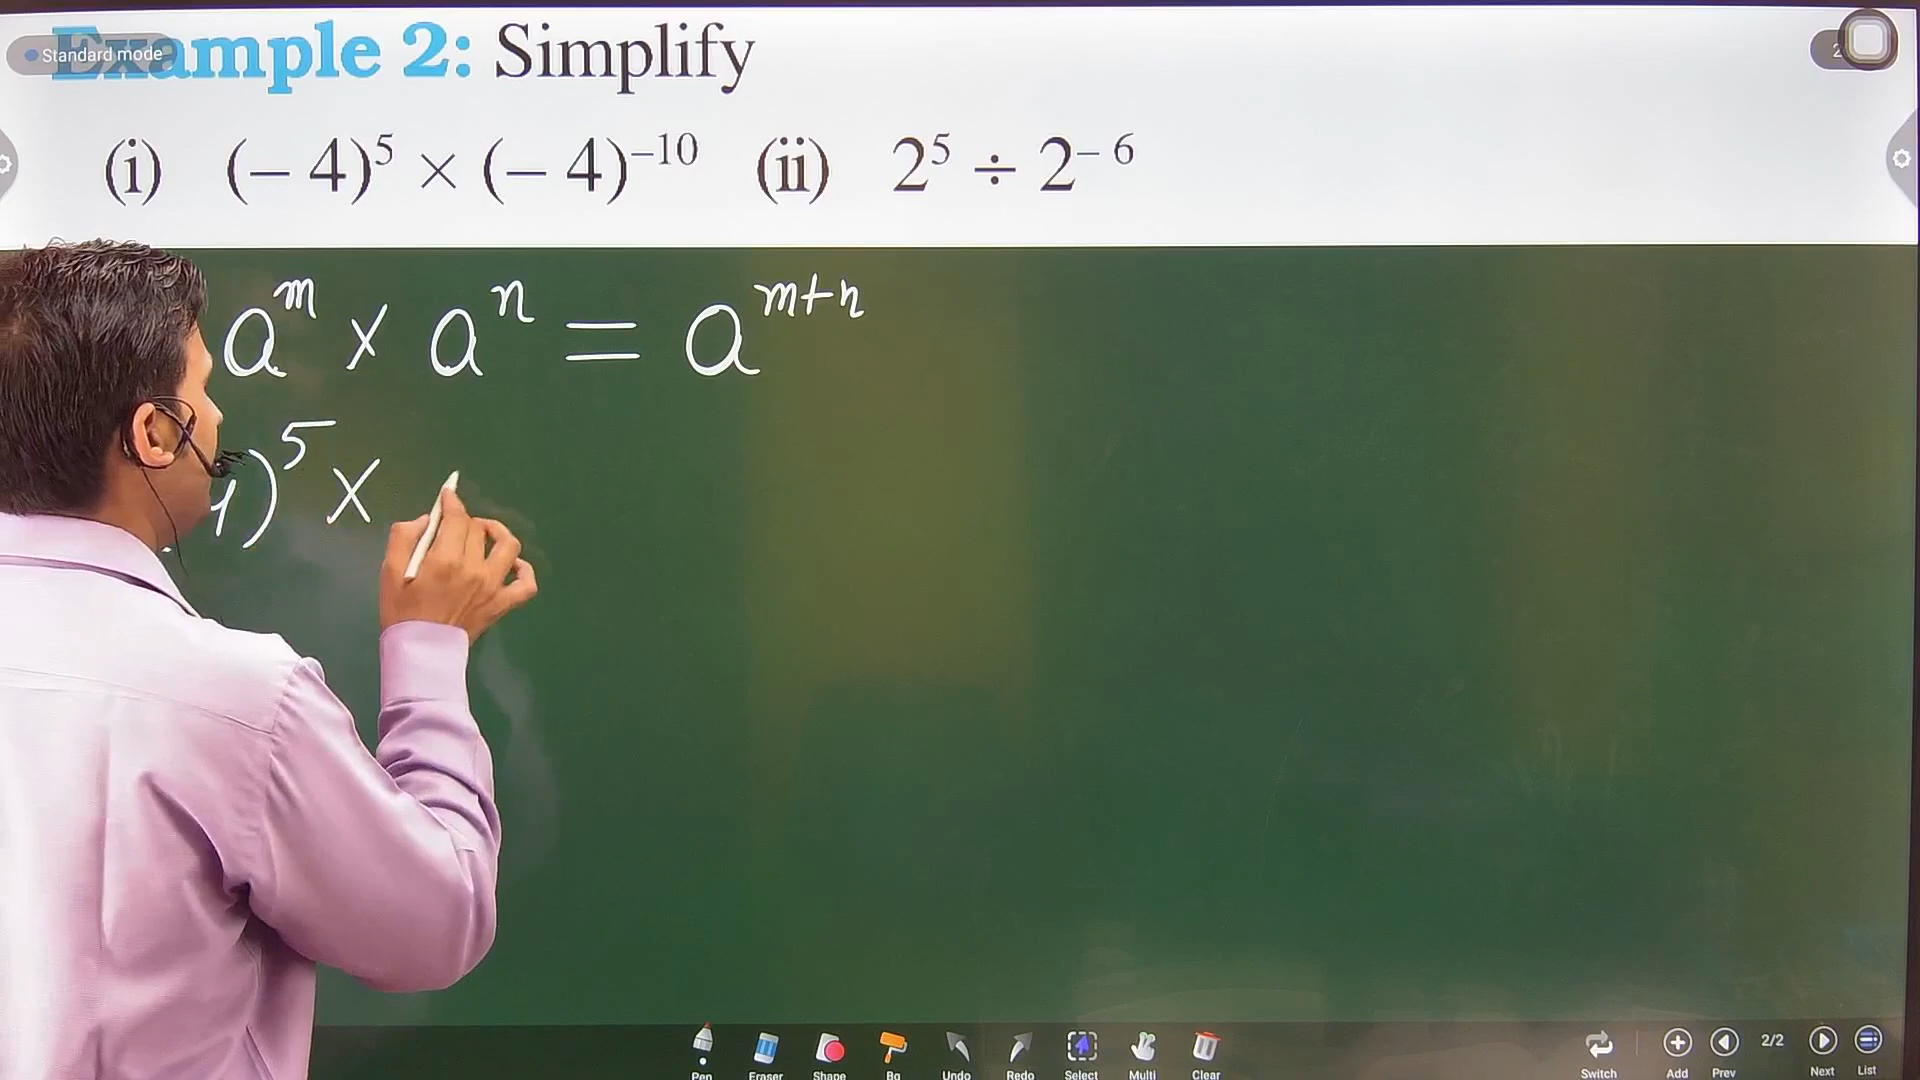 Example 2: Simplify
Standard mode
2
(i) (– 4)⁵ × (– 4)⁻¹⁰ (ii) 2⁵ ÷ 2⁻ ⁶
aᵐ × aⁿ = aᵐ⁺ⁿ
)⁵ ×
Pen Eraser Shape Bg Undo Redo Select Multi Clear Switch Add Prev 2/2 Next List